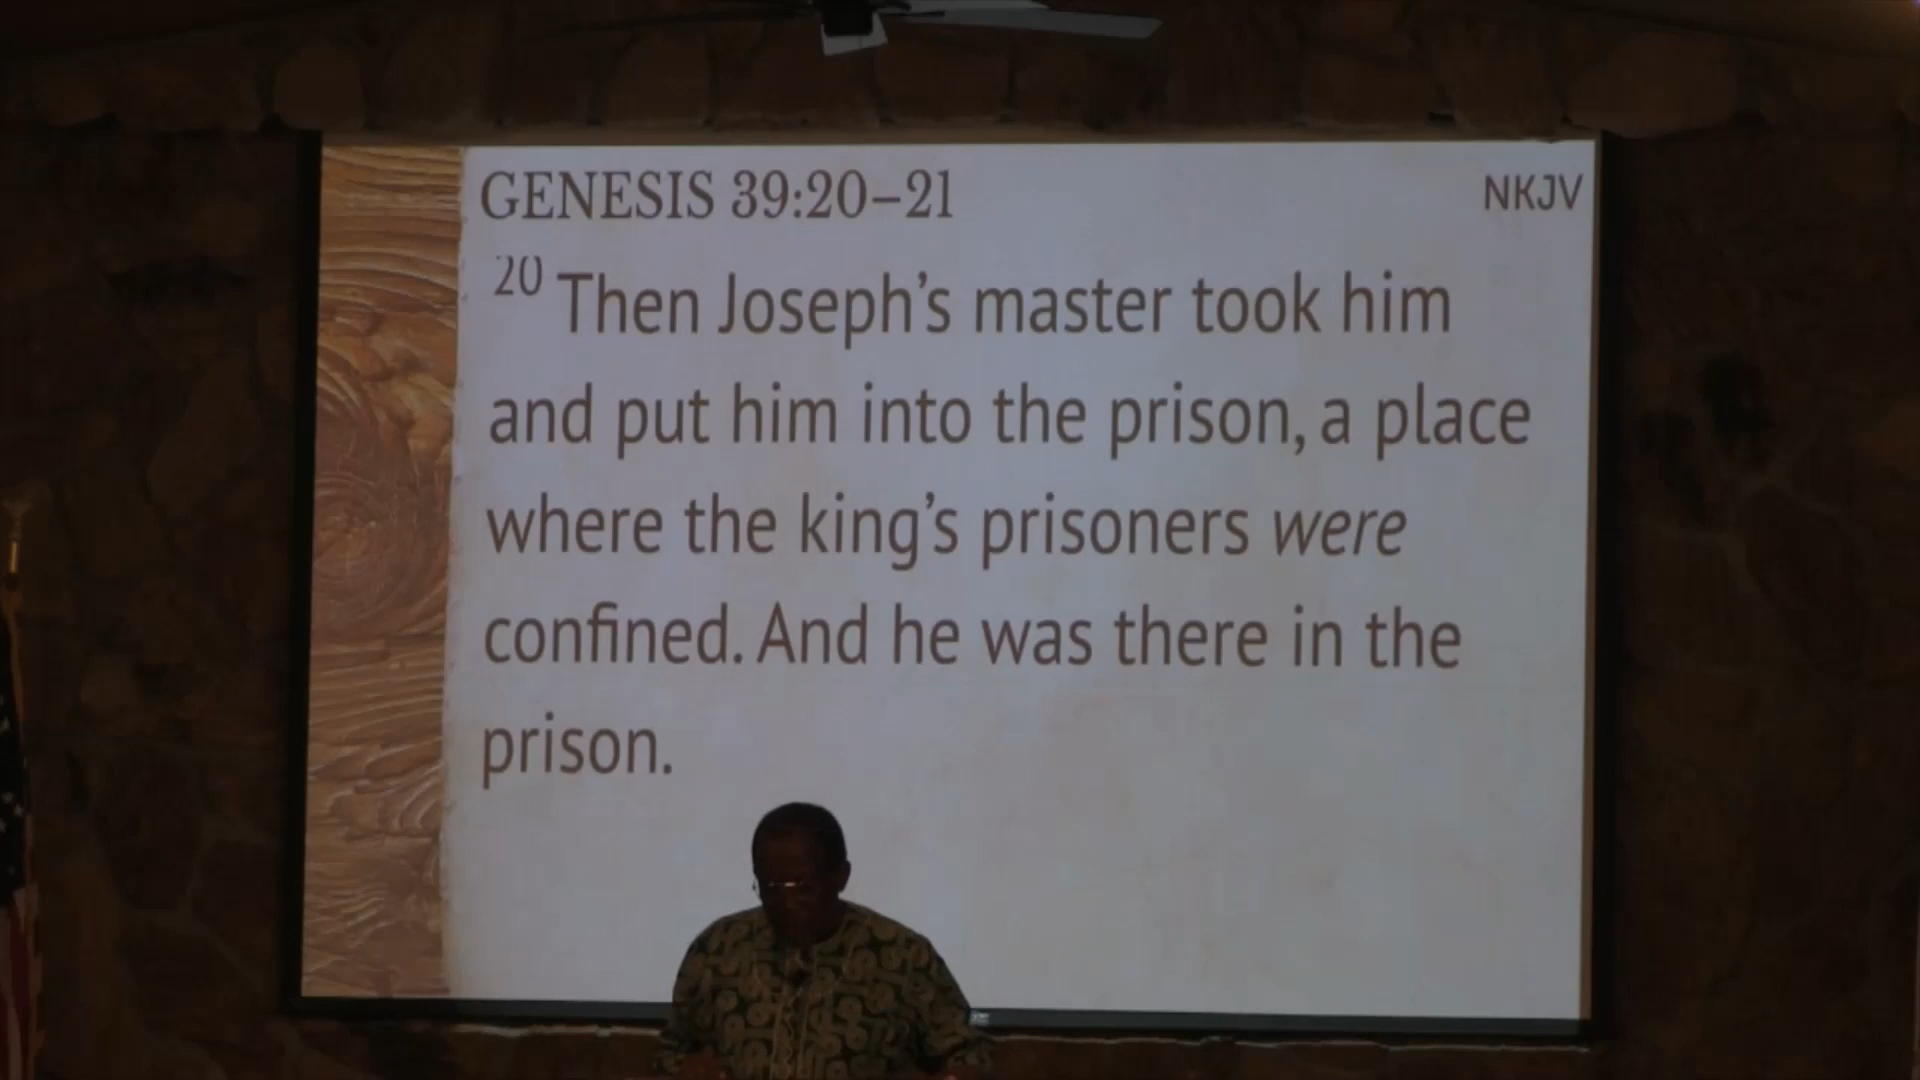 GENESIS 39:20–21
NKJV
20 Then Joseph’s master took him
and put him into the prison, a place
where the king’s prisoners were
confined. And he was there in the
prison.